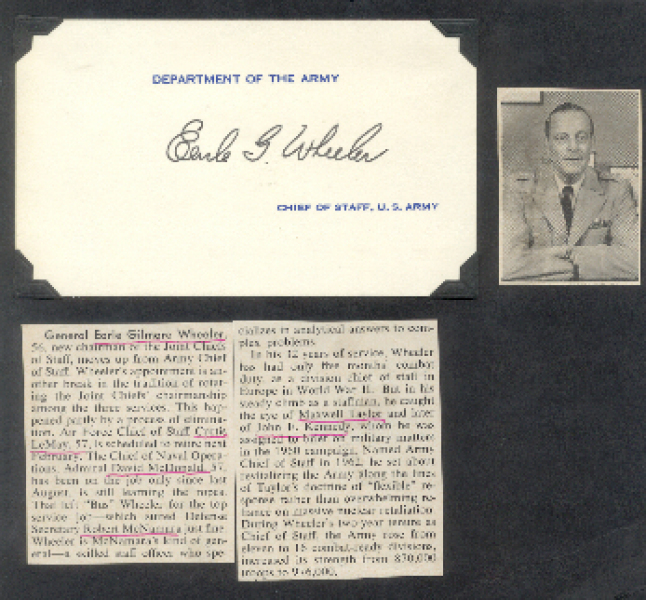 DEPARTMENT OF THE ARMY
Earle G. Wheeler
CHIEF OF STAFF, U. S. ARMY
General Earle Gilmore Wheeler,
56, new chairman of the Joint Chiefs
of Staff, moves up from Army Chief
of Staff. Wheeler's appointment is an-
other break in the tradition of rotat-
ing the Joint Chiefs' chairmanship
among the three services. This hap-
pened partly by a process of elimina-
tion. Air Force Chief of Staff Curtis
LeMay, 57, is scheduled to retire next
February. The Chief of Naval Opera-
tions, Admiral David McDonald, 57,
has been on the job only since last
August, is still learning the ropes.
That left "Bus" Wheeler for the top
service job—which suited Defense
Secretary Robert McNamara just fine.
Wheeler is McNamara's kind of gen-
eral—a skilled staff officer who spe-
cializes in analytical answers to com-
plex problems.
In his 32 years of service, Wheeler
has had only five months' combat
duty, as a division chief of staff in
Europe in World War II. But in his
steady climb as a staffman, he caught
the eye of Maxwell Taylor and later
of John F. Kennedy, whom he was
assigned to brief on military matters
in the 1960 campaign. Named Army
Chief of Staff in 1962, he set about
revitalizing the Army along the lines
of Taylor's doctrine of "flexible" re-
sponse rather than overwhelming re-
liance on massive nuclear retaliation.
During Wheeler's two-year tenure as
Chief of Staff, the Army rose from
eleven to 16 combat-ready divisions,
increased its strength from 870,000
troops to 976,000.